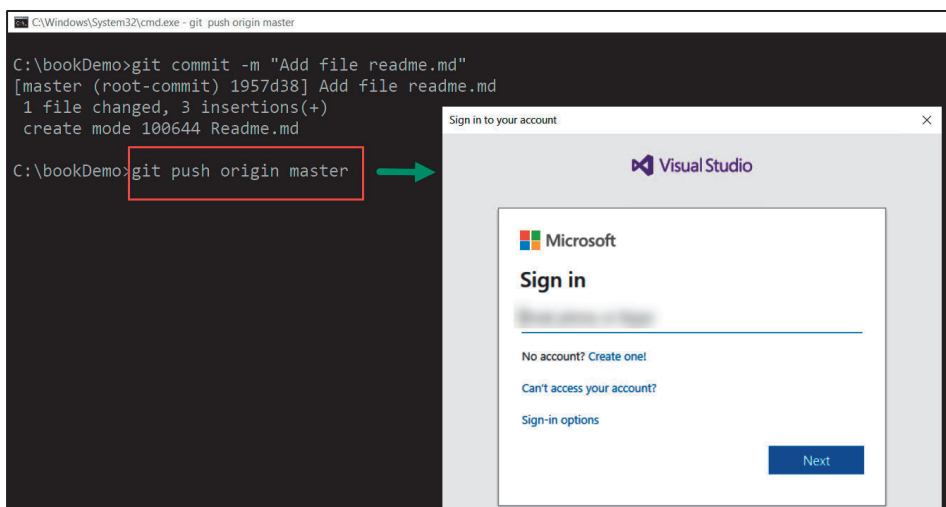 C:\Windows\System32\cmd.exe - git push origin master
C:\bookDemo>git commit -m "Add file readme.md"
[master (root-commit) 1957d38] Add file readme.md
1 file changed, 3 insertions(+)
create mode 100644 Readme.md
C:\bookDemo>git push origin master
Sign in to your account
Visual Studio
Microsoft
Sign in
No account? Create one!
Can't access your account?
Sign-in options
Next